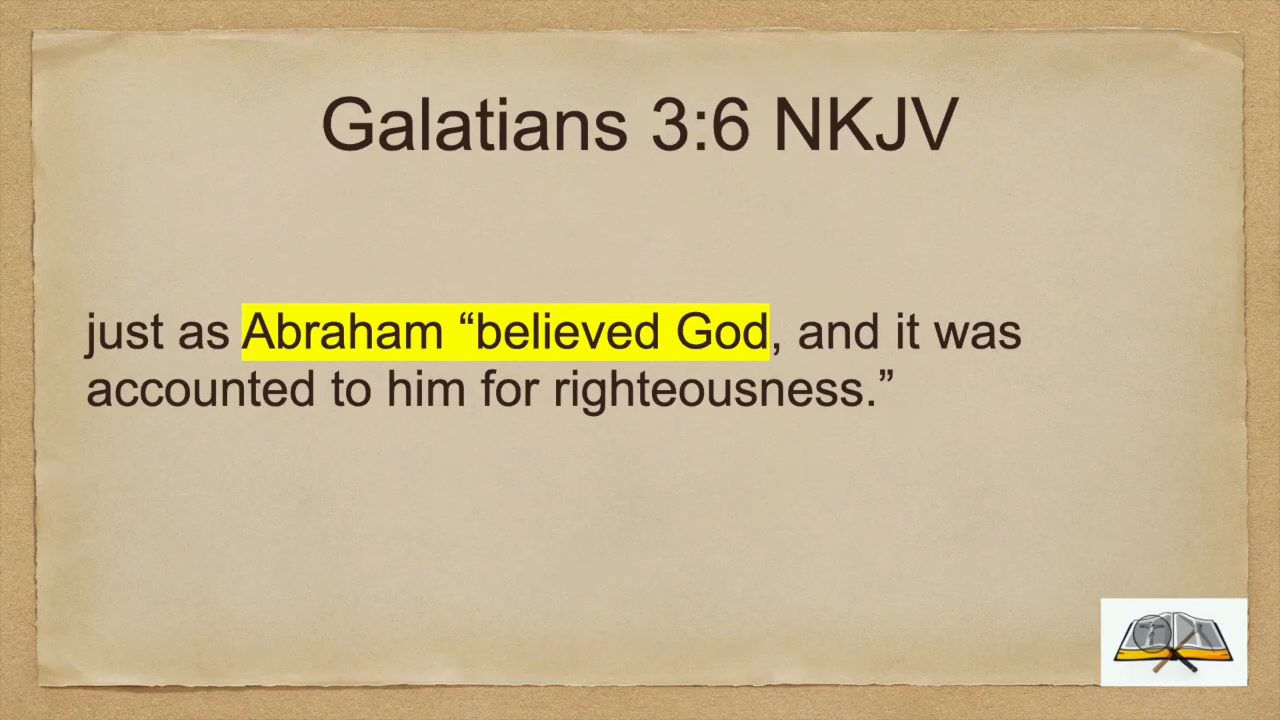 Galatians 3:6 NKJV
just as Abraham “believed God, and it was
accounted to him for righteousness.”